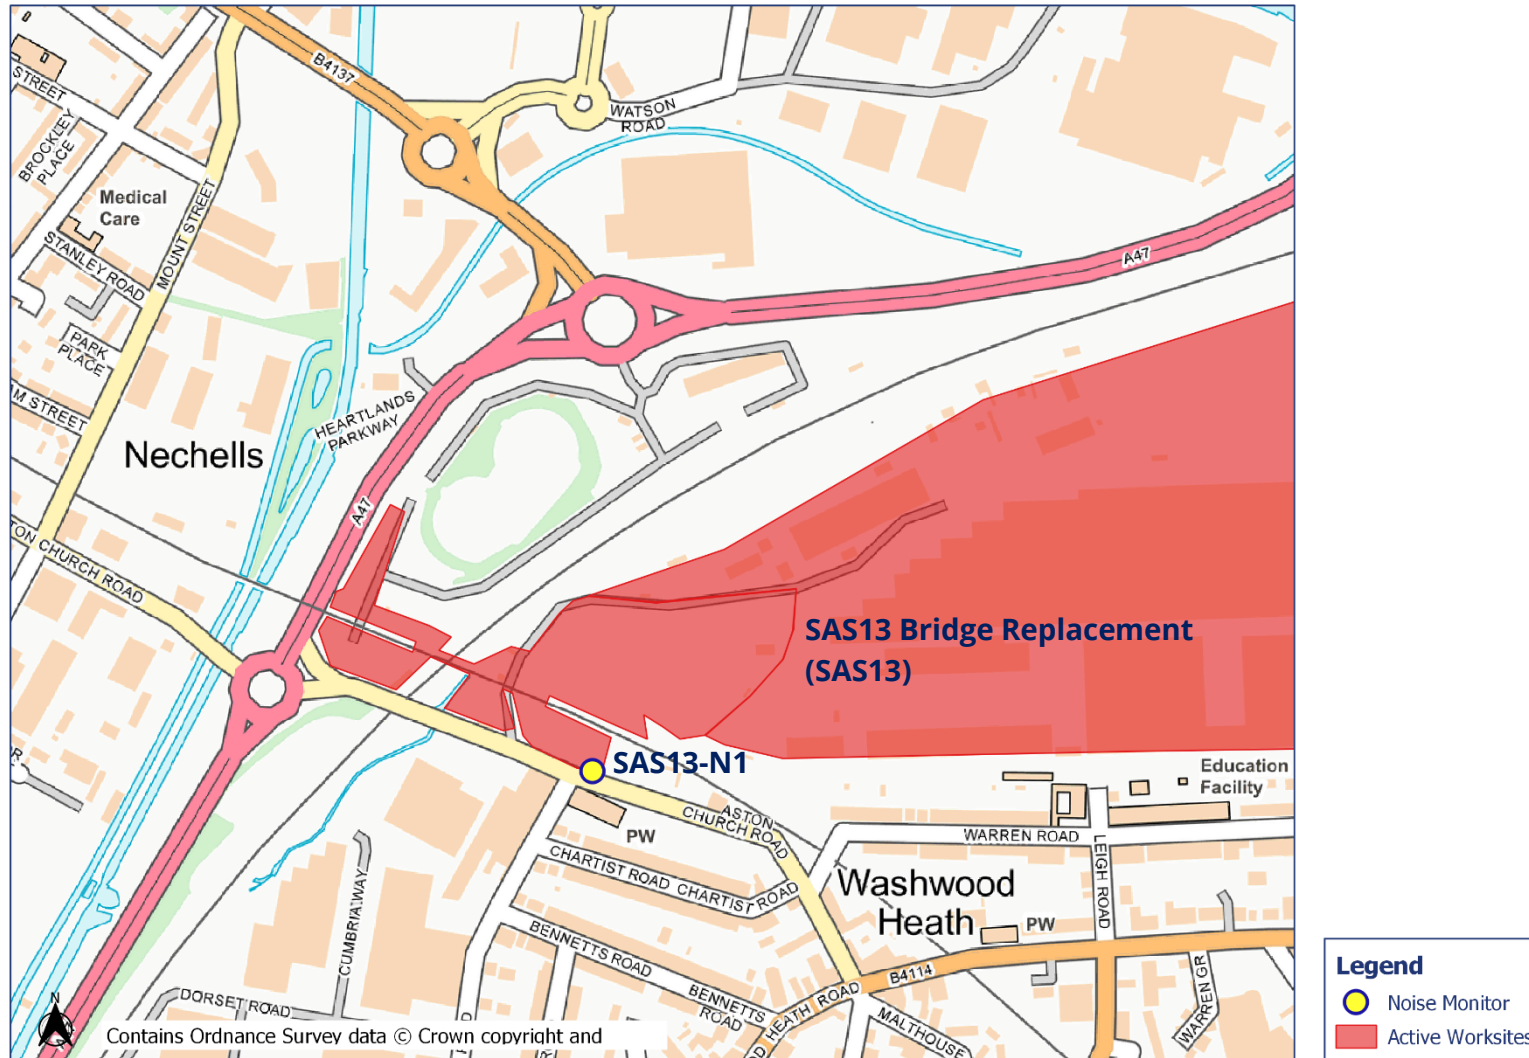 B4137
STREET
BROCKLEY
PLACE
WATSON
ROAD
Medical
Care
MOUNT STREET
STANLEY ROAD
A47
PARK
PLACE
HEARTLANDS
PARKWAY
M STREET
Nechells
A47
TON CHURCH ROAD
SAS13 Bridge Replacement
(SAS13)
SAS13-N1
Education
Facility
PW
ASTON
CHURCH ROAD
WARREN ROAD
LEIGH ROAD
CHARTIST ROAD
CHARTIST ROAD
Washwood
Heath
PW
CUMBRIA WAY
BENNETTS ROAD
B4114
BENNETTS
ROAD
HEATH ROAD
WARREN GR
MALTHOUSE
DORSET ROAD
N
Contains Ordnance Survey data © Crown copyright and
Legend
Noise Monitor
Active Worksites